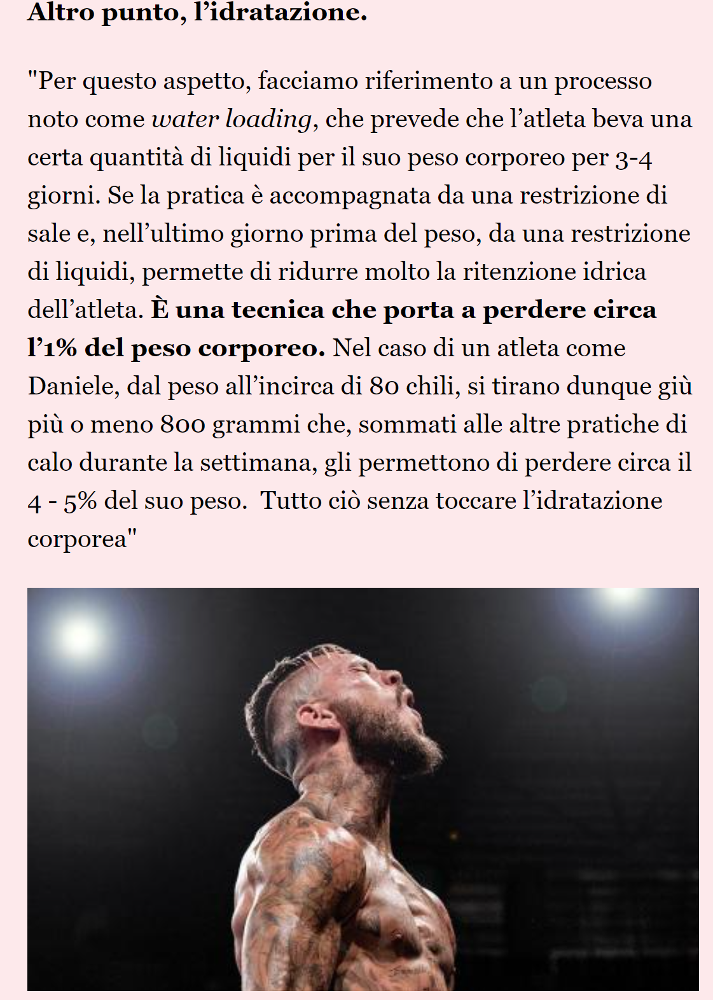 Altro punto, l’idratazione.
"Per questo aspetto, facciamo riferimento a un processo
noto come water loading, che prevede che l’atleta beva una
certa quantità di liquidi per il suo peso corporeo per 3-4
giorni. Se la pratica è accompagnata da una restrizione di
sale e, nell’ultimo giorno prima del peso, da una restrizione
di liquidi, permette di ridurre molto la ritenzione idrica
dell’atleta. È una tecnica che porta a perdere circa
l’1% del peso corporeo. Nel caso di un atleta come
Daniele, dal peso all’incirca di 80 chili, si tirano dunque giù
più o meno 800 grammi che, sommati alle altre pratiche di
calo durante la settimana, gli permettono di perdere circa il
4 - 5% del suo peso.  Tutto ciò senza toccare l’idratazione
corporea"